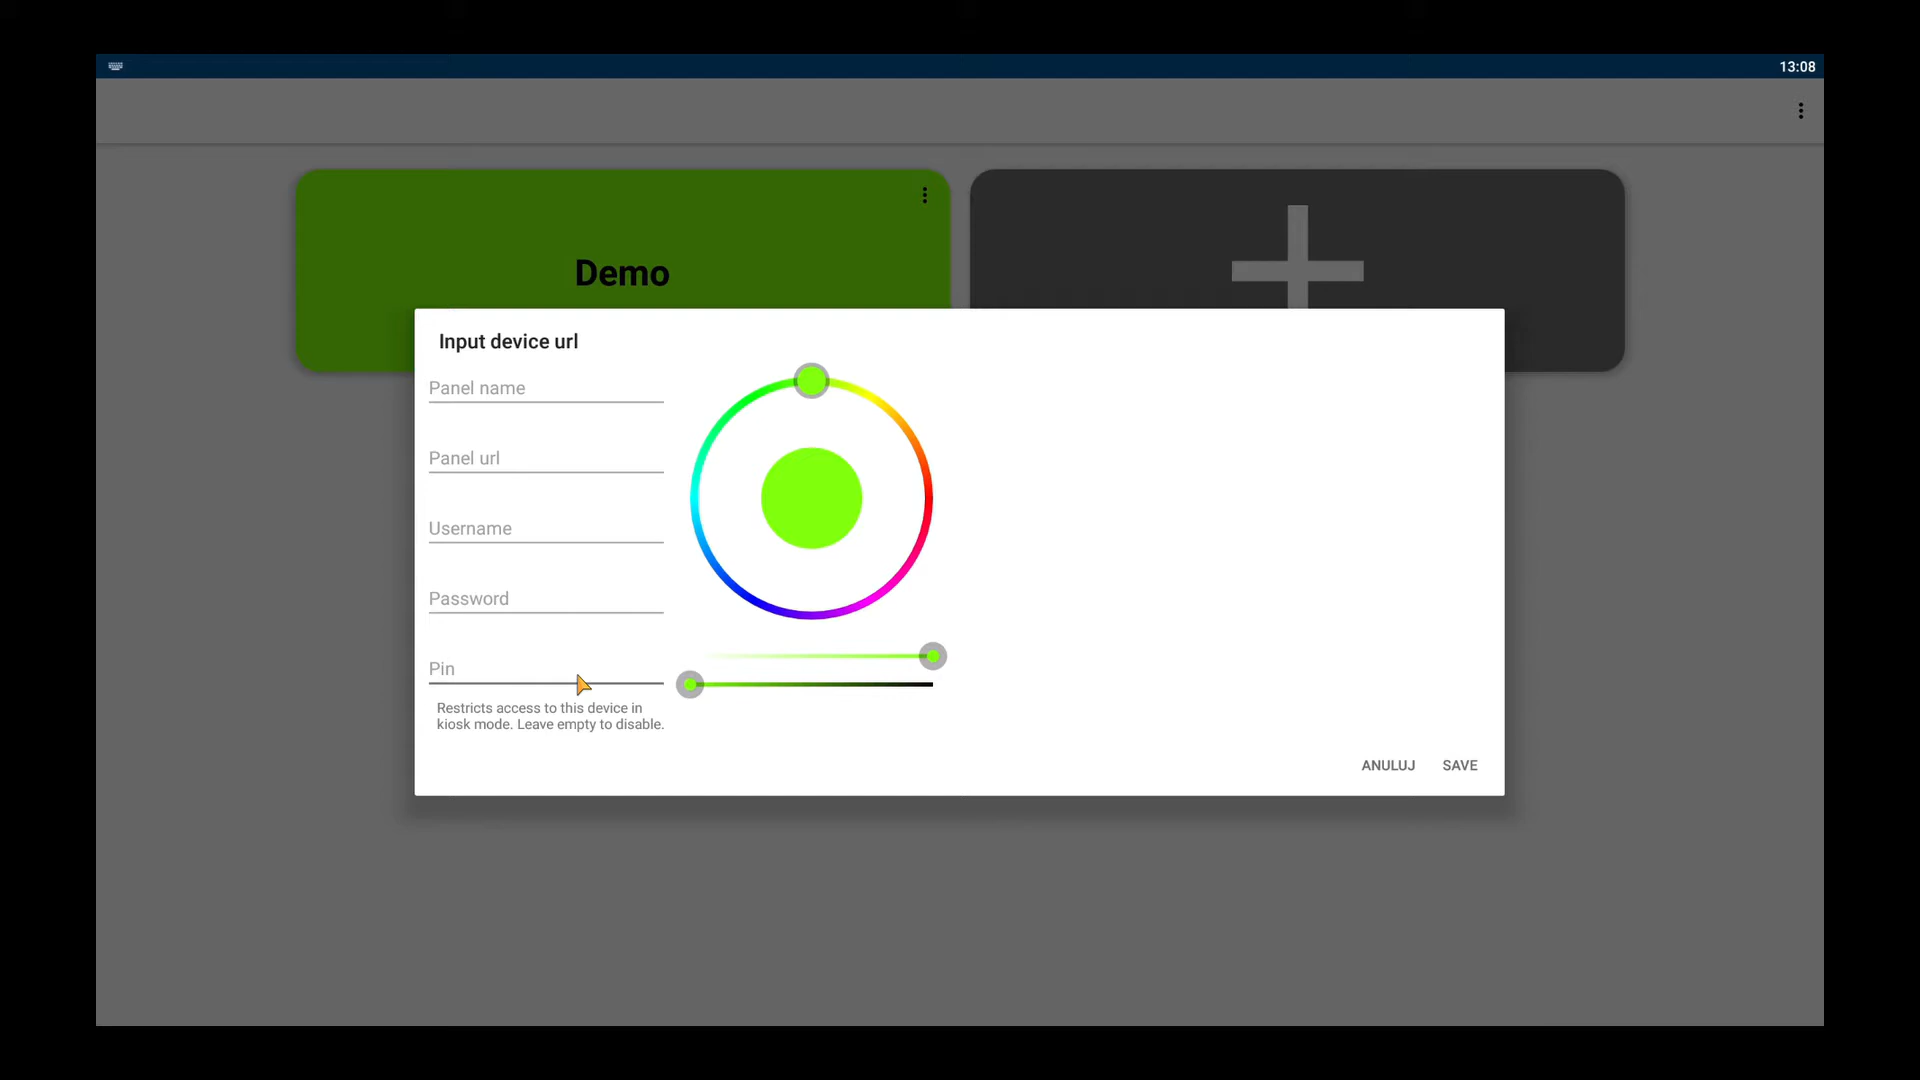 13:08
Demo
Input device url
Panel name
Panel url
Username
Password
Pin
Restricts access to this device in
kiosk mode. Leave empty to disable.
ANULUJ SAVE